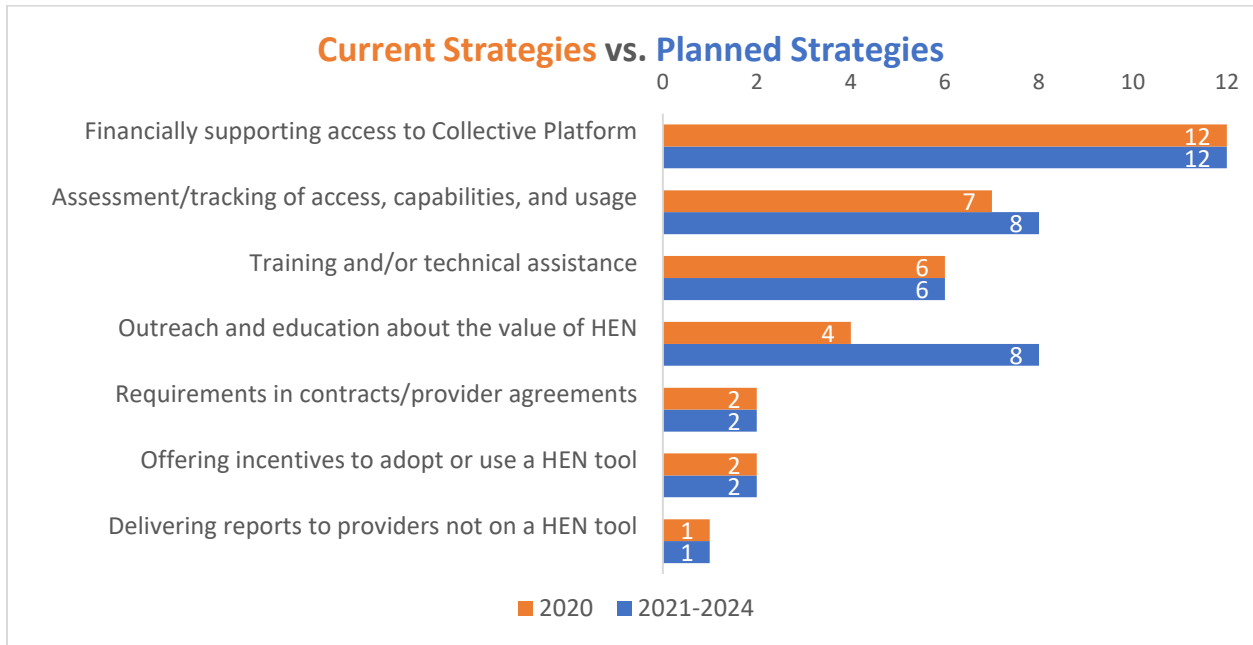 Current Strategies vs. Planned Strategies
0 2 4 6 8 10 12
Financially supporting access to Collective Platform
12
12
Assessment/tracking of access, capabilities, and usage
7
8
Training and/or technical assistance
6
6
Outreach and education about the value of HEN
4
8
Requirements in contracts/provider agreements
2
2
Offering incentives to adopt or use a HEN tool
2
2
Delivering reports to providers not on a HEN tool
1
1
2020 2021-2024